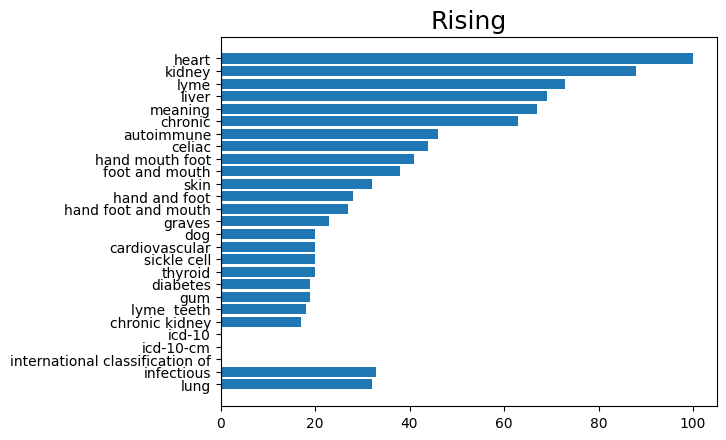 Rising
heart
kidney
lyme
liver
meaning
chronic
autoimmune
celiac
hand mouth foot
foot and mouth
skin
hand and foot
hand foot and mouth
graves
dog
cardiovascular
sickle cell
thyroid
diabetes
gum
lyme  teeth
chronic kidney
icd-10
icd-10-cm
international classification of
infectious
lung
0 20 40 60 80 100